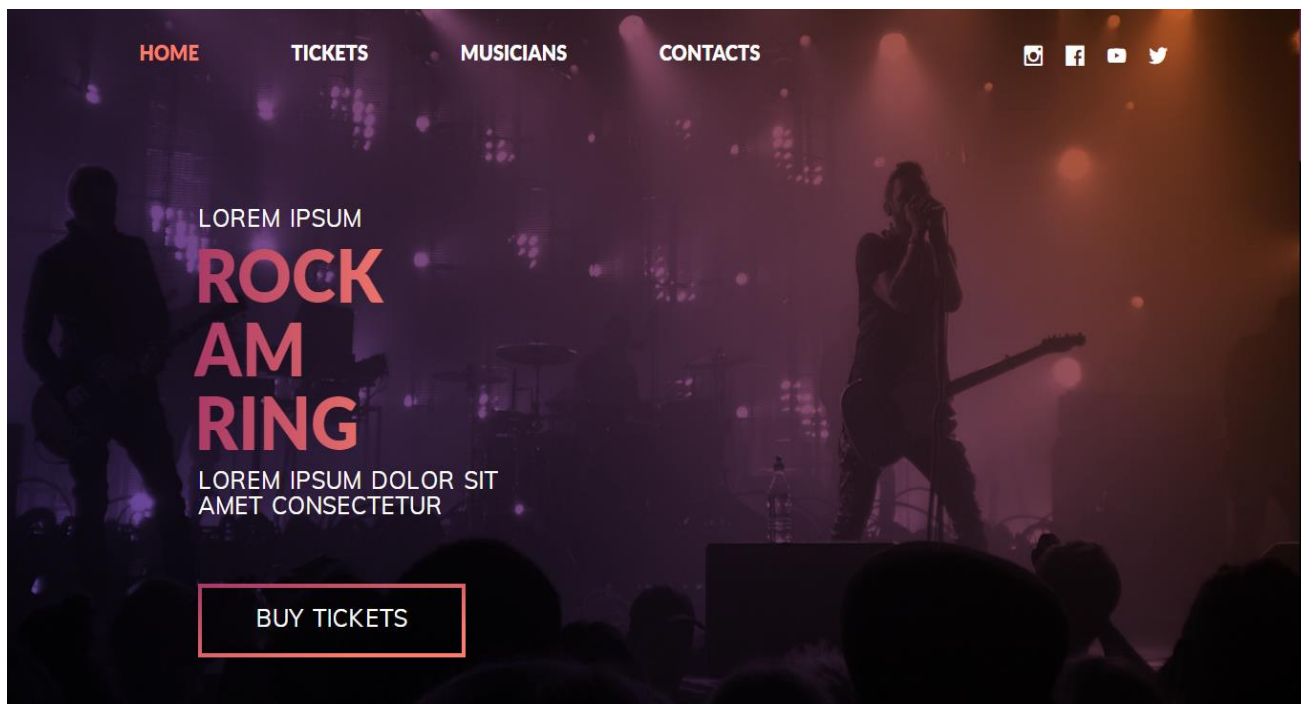 HOME TICKETS MUSICIANS CONTACTS
LOREM IPSUM
ROCK
AM
RING
LOREM IPSUM DOLOR SIT
AMET CONSECTETUR
BUY TICKETS